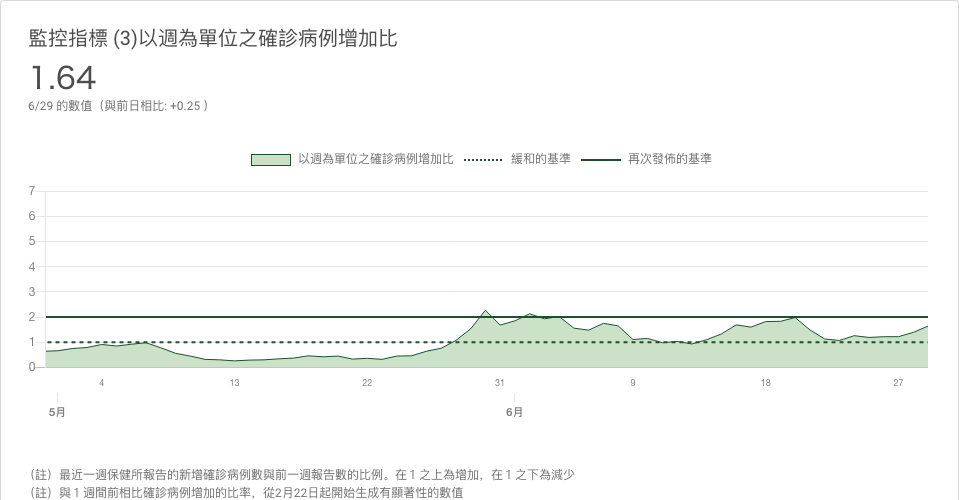 監控指標 (3)以週為單位之確診病例增加比
1.64
6/29 的數值（與前日相比: +0.25 ）
以週為單位之確診病例增加比 緩和的基準 再次發佈的基準
7
6
5
4
3
2
1
0
4 13 22 31 9 18 27
5月 6月
（註）最近一週保健所報告的新增確診病例數與前一週報告數的比例。在１之上為增加，在１之下為減少
（註）與１週間前相比確診病例增加的比率，從2月22日起開始生成有顯著性的數值